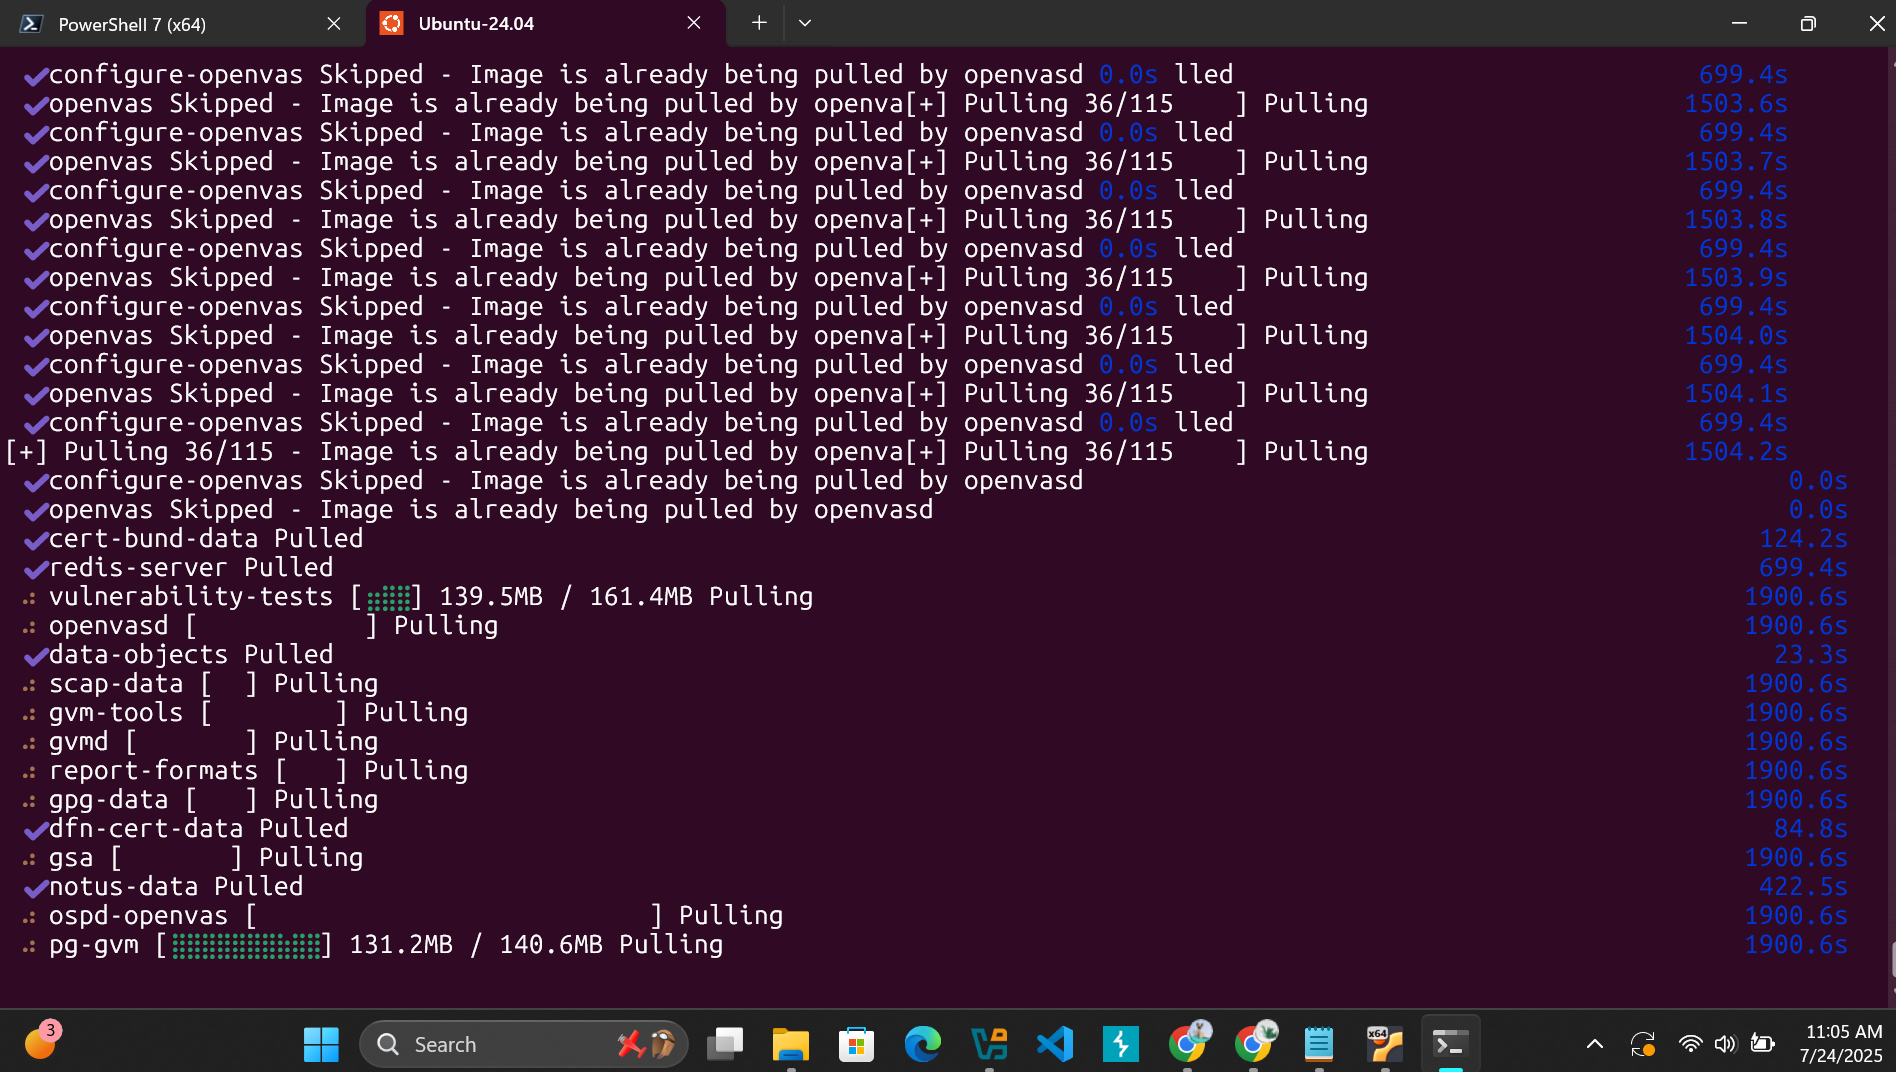 PowerShell 7 (x64)
Ubuntu-24.04
✔configure-openvas Skipped - Image is already being pulled by openvasd 0.0s lled 699.4s
✔openvas Skipped - Image is already being pulled by openva[+] Pulling 36/115    ] Pulling 1503.6s
✔configure-openvas Skipped - Image is already being pulled by openvasd 0.0s lled 699.4s
✔openvas Skipped - Image is already being pulled by openva[+] Pulling 36/115    ] Pulling 1503.7s
✔configure-openvas Skipped - Image is already being pulled by openvasd 0.0s lled 699.4s
✔openvas Skipped - Image is already being pulled by openva[+] Pulling 36/115    ] Pulling 1503.8s
✔configure-openvas Skipped - Image is already being pulled by openvasd 0.0s lled 699.4s
✔openvas Skipped - Image is already being pulled by openva[+] Pulling 36/115    ] Pulling 1503.9s
✔configure-openvas Skipped - Image is already being pulled by openvasd 0.0s lled 699.4s
✔openvas Skipped - Image is already being pulled by openva[+] Pulling 36/115    ] Pulling 1504.0s
✔configure-openvas Skipped - Image is already being pulled by openvasd 0.0s lled 699.4s
✔openvas Skipped - Image is already being pulled by openva[+] Pulling 36/115    ] Pulling 1504.1s
✔configure-openvas Skipped - Image is already being pulled by openvasd 0.0s lled 699.4s
[+] Pulling 36/115 - Image is already being pulled by openva[+] Pulling 36/115    ] Pulling 1504.2s
✔configure-openvas Skipped - Image is already being pulled by openvasd 0.0s
✔openvas Skipped - Image is already being pulled by openvasd 0.0s
✔cert-bund-data Pulled 124.2s
✔redis-server Pulled 699.4s
vulnerability-tests [⣿⣿⣿] 139.5MB / 161.4MB Pulling 1900.6s
openvasd [           ] Pulling 1900.6s
✔data-objects Pulled 23.3s
scap-data [  ] Pulling 1900.6s
gvm-tools [        ] Pulling 1900.6s
gvmd [       ] Pulling 1900.6s
report-formats [   ] Pulling 1900.6s
gpg-data [   ] Pulling 1900.6s
✔dfn-cert-data Pulled 84.8s
gsa [       ] Pulling 1900.6s
✔notus-data Pulled 422.5s
ospd-openvas [                          ] Pulling 1900.6s
pg-gvm [⣿⣿⣿⣿⣿⣿⣿⣿⣿⣿] 131.2MB / 140.6MB Pulling 1900.6s
3
Search
x64
11:05 AM
7/24/2025